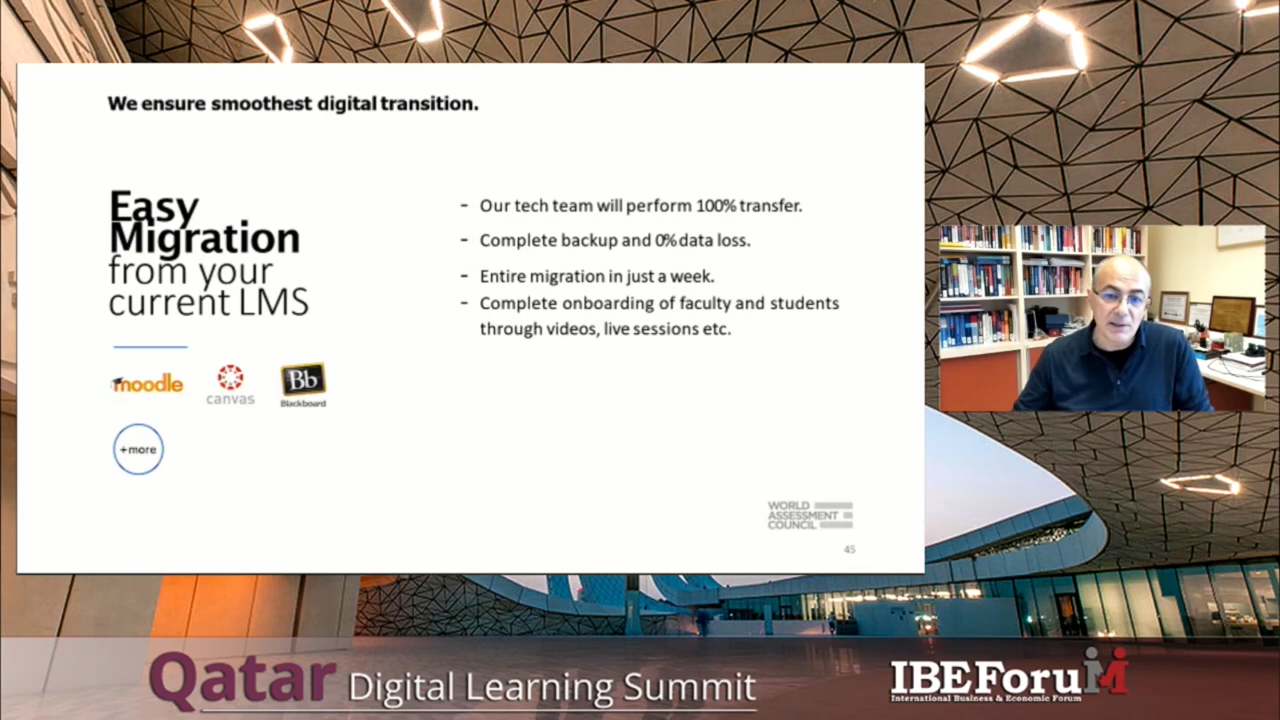 We ensure smoothest digital transition.
Easy
Migration
from your
current LMS
- Our tech team will perform 100% transfer.
- Complete backup and 0% data loss.
- Entire migration in just a week.
- Complete onboarding of faculty and students
through videos, live sessions etc.
moodle
canvas
Bb
Blackboard
+more
WORLD
ASSESSMENT
COUNCIL
45
Qatar Digital Learning Summit
IBEForuM
International Business & Economic Forum